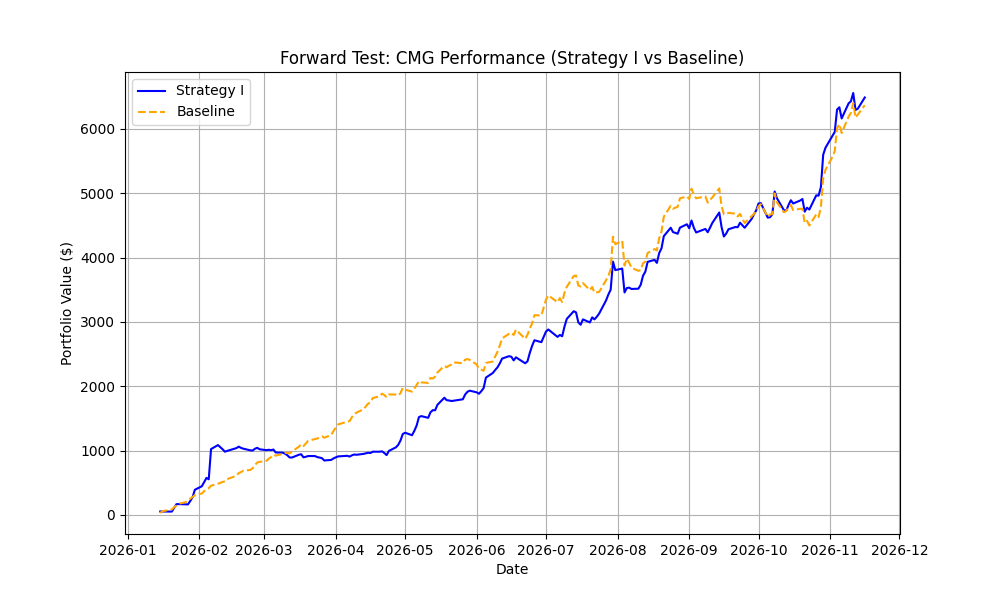 Forward Test: CMG Performance (Strategy I vs Baseline)
Strategy I
Baseline
Portfolio Value ($)
6000
5000
4000
3000
2000
1000
0
2026-01 2026-02 2026-03 2026-04 2026-05 2026-06 2026-07 2026-08 2026-09 2026-10 2026-11 2026-12
Date